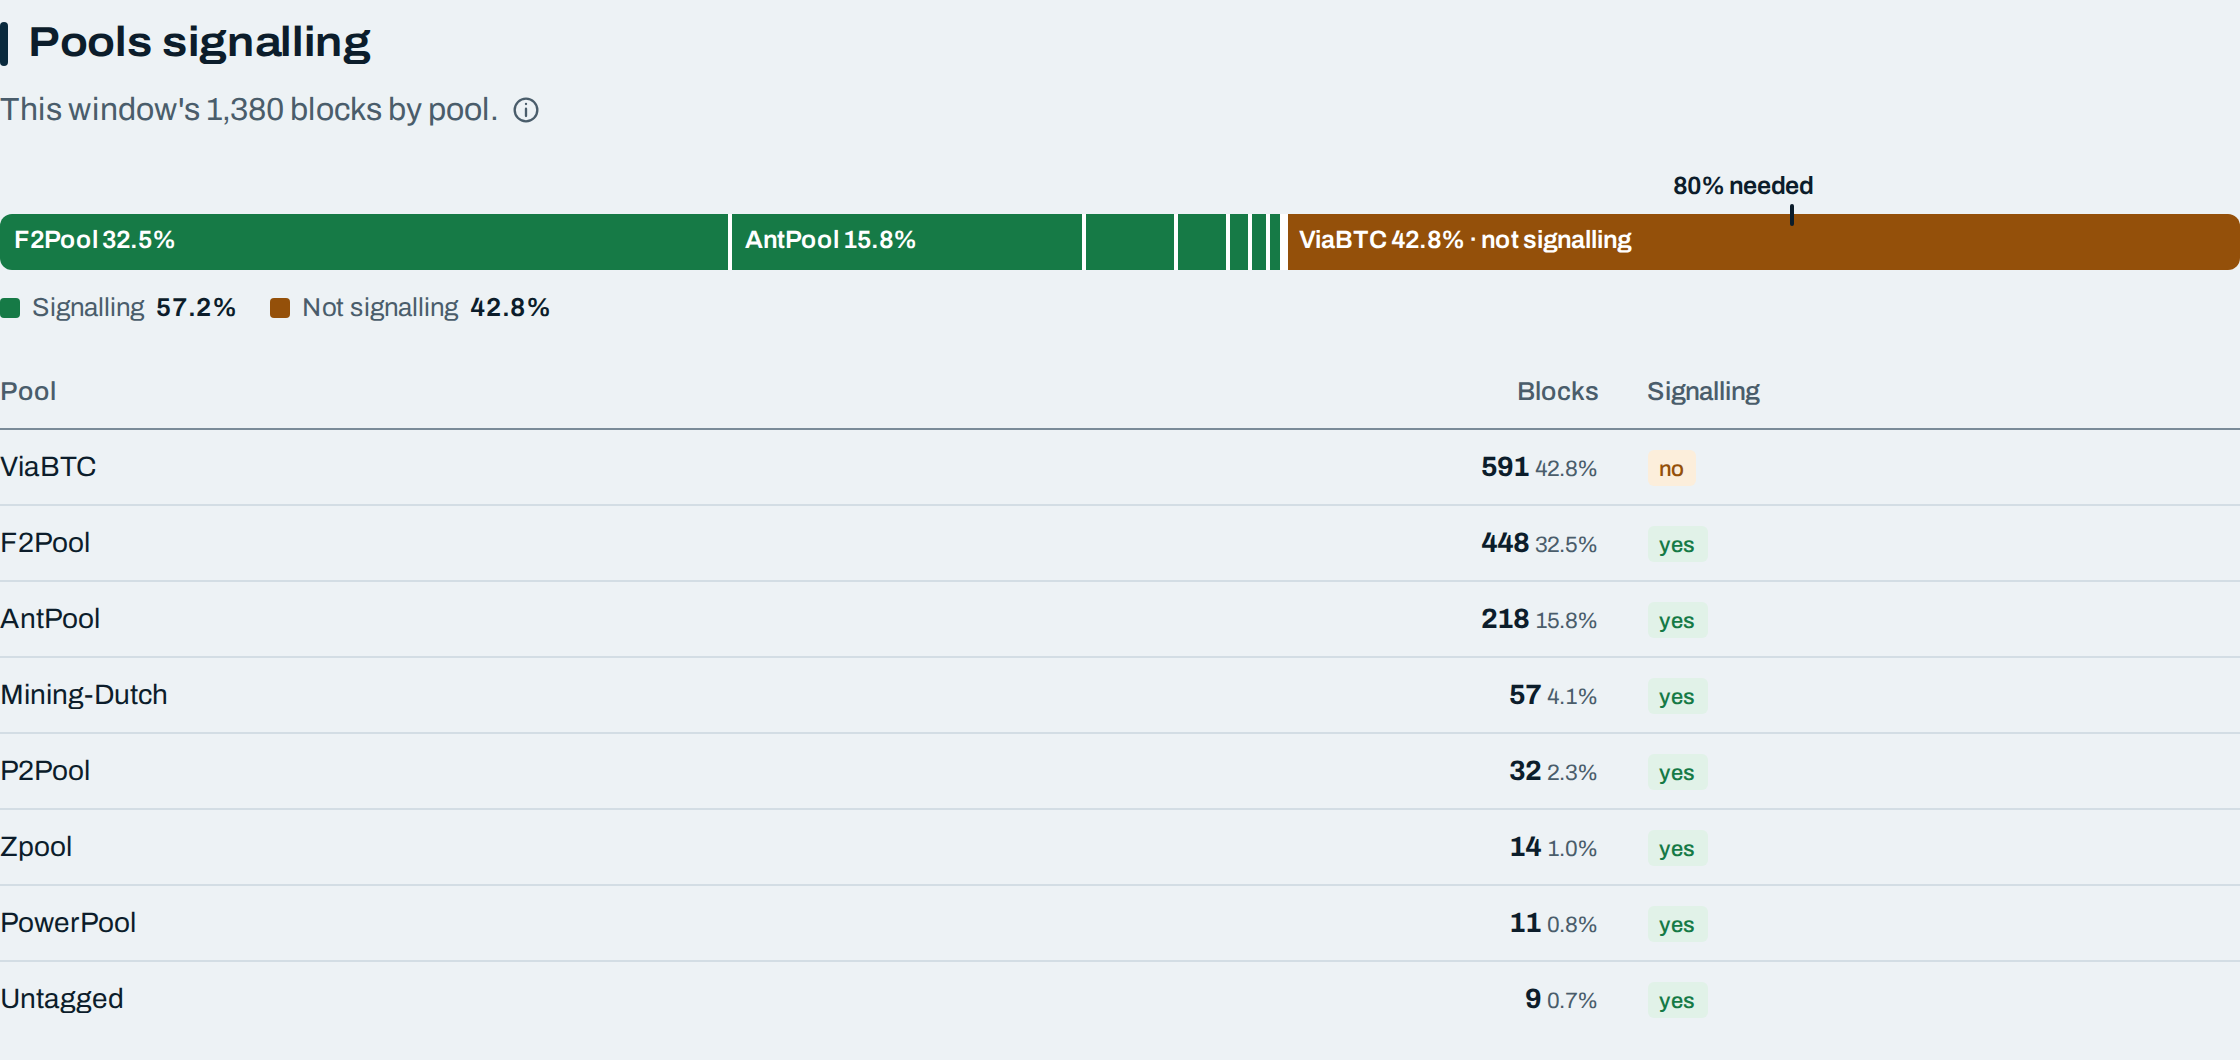 Pools signalling
This window's 1,380 blocks by pool.
80% needed
F2Pool 32.5% AntPool 15.8% ViaBTC 42.8% · not signalling
Signalling 57.2% Not signalling 42.8%
Pool Blocks Signalling
ViaBTC 591 42.8% no
F2Pool 448 32.5% yes
AntPool 218 15.8% yes
Mining-Dutch 57 4.1% yes
P2Pool 32 2.3% yes
Zpool 14 1.0% yes
PowerPool 11 0.8% yes
Untagged 9 0.7% yes